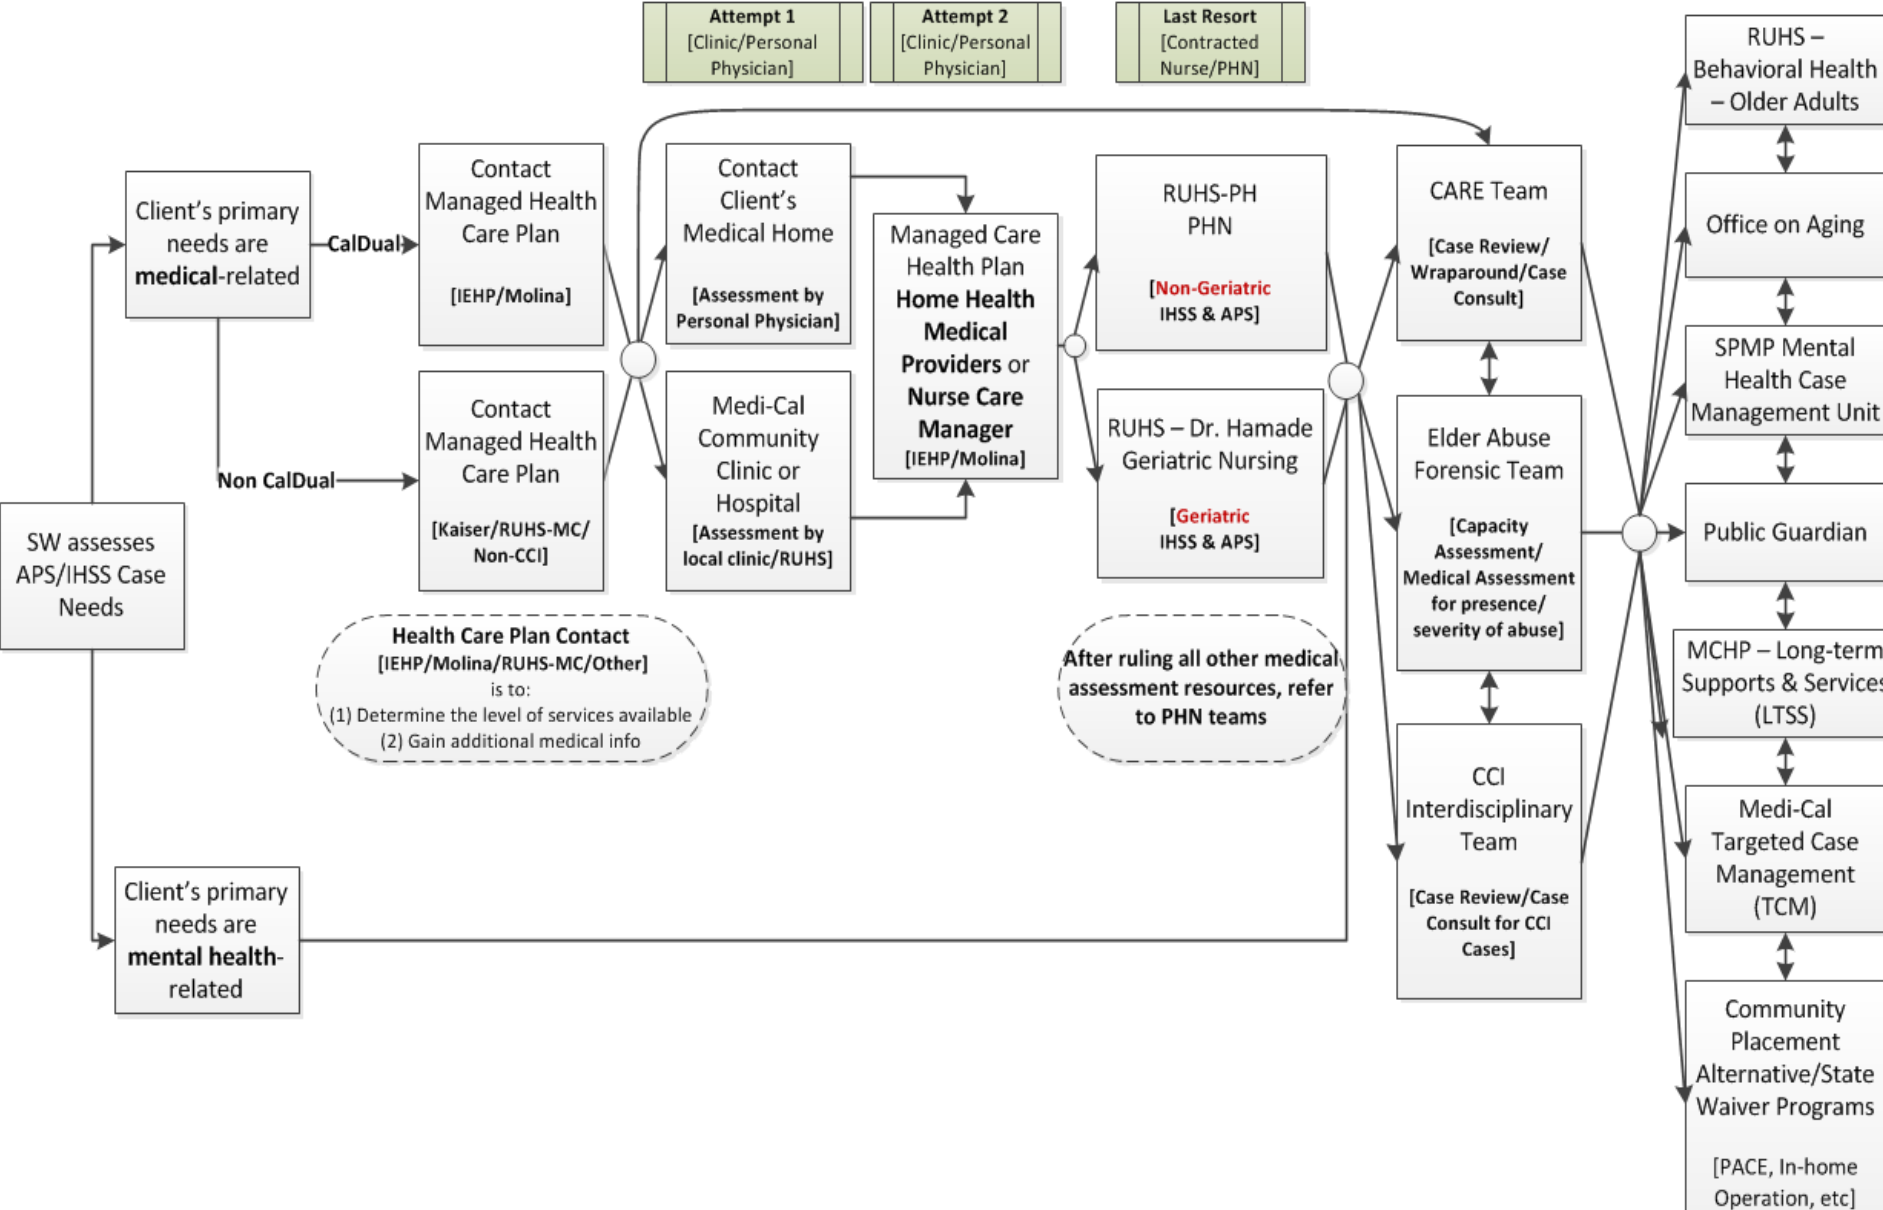 Attempt 1
[Clinic/Personal
Physician]
Attempt 2
[Clinic/Personal
Physician]
Last Resort
[Contracted
Nurse/PHN]
SW assesses
APS/IHSS Case
Needs
Client's primary
needs are
medical-related
CalDual
Non CalDual
Client's primary
needs are
mental health-
related
Contact
Managed Health
Care Plan
[IEHP/Molina]
Contact
Managed Health
Care Plan
[Kaiser/RUHS-MC/
Non-CCI]
Health Care Plan Contact
[IEHP/Molina/RUHS-MC/Other]
is to:
(1) Determine the level of services available
(2) Gain additional medical info
Contact
Client's
Medical Home
[Assessment by
Personal Physician]
Medi-Cal
Community
Clinic or
Hospital
[Assessment by
local clinic/RUHS]
Managed Care
Health Plan
Home Health
Medical
Providers or
Nurse Care
Manager
[IEHP/Molina]
RUHS-PH
PHN
[Non-Geriatric
IHSS & APS]
RUHS – Dr. Hamade
Geriatric Nursing
[Geriatric
IHSS & APS]
After ruling all other medical
assessment resources, refer
to PHN teams
CARE Team
[Case Review/
Wraparound/Case
Consult]
Elder Abuse
Forensic Team
[Capacity
Assessment/
Medical Assessment
for presence/
severity of abuse]
CCI
Interdisciplinary
Team
[Case Review/Case
Consult for CCI
Cases]
RUHS –
Behavioral Health
– Older Adults
Office on Aging
SPMP Mental
Health Case
Management Unit
Public Guardian
MCHP – Long-term
Supports & Services
(LTSS)
Medi-Cal
Targeted Case
Management
(TCM)
Community
Placement
Alternative/State
Waiver Programs
[PACE, In-home
Operation, etc]